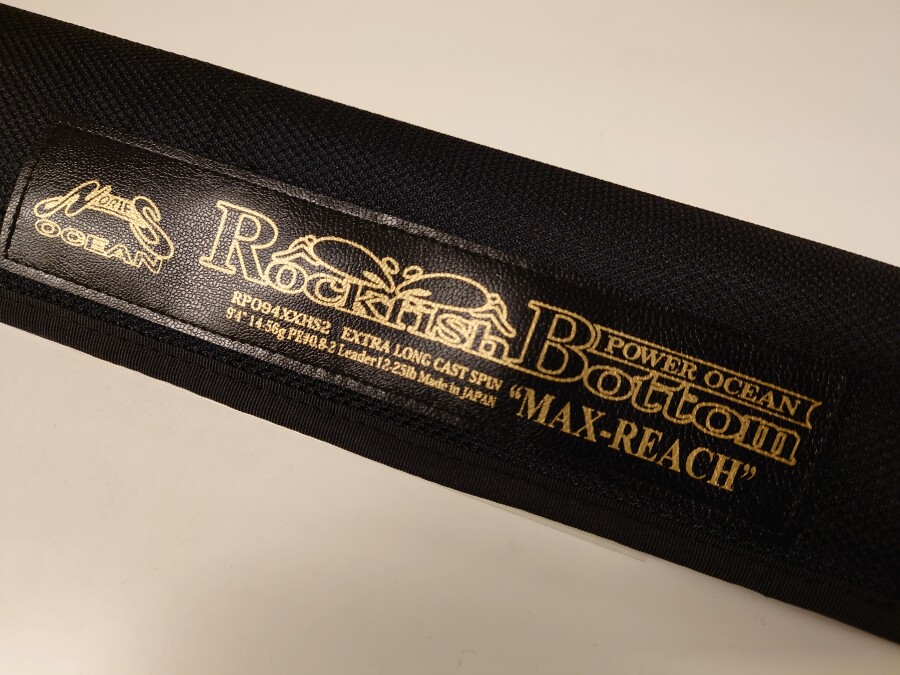 NORIES
OCEAN
Rockfish
Bottom
POWER OCEAN
RPO94XXHS2 EXTRA LONG CAST SPIN
9'4" 14-56g PE#0.8-2 Leader12-25lb Made in JAPAN
“MAX-REACH”